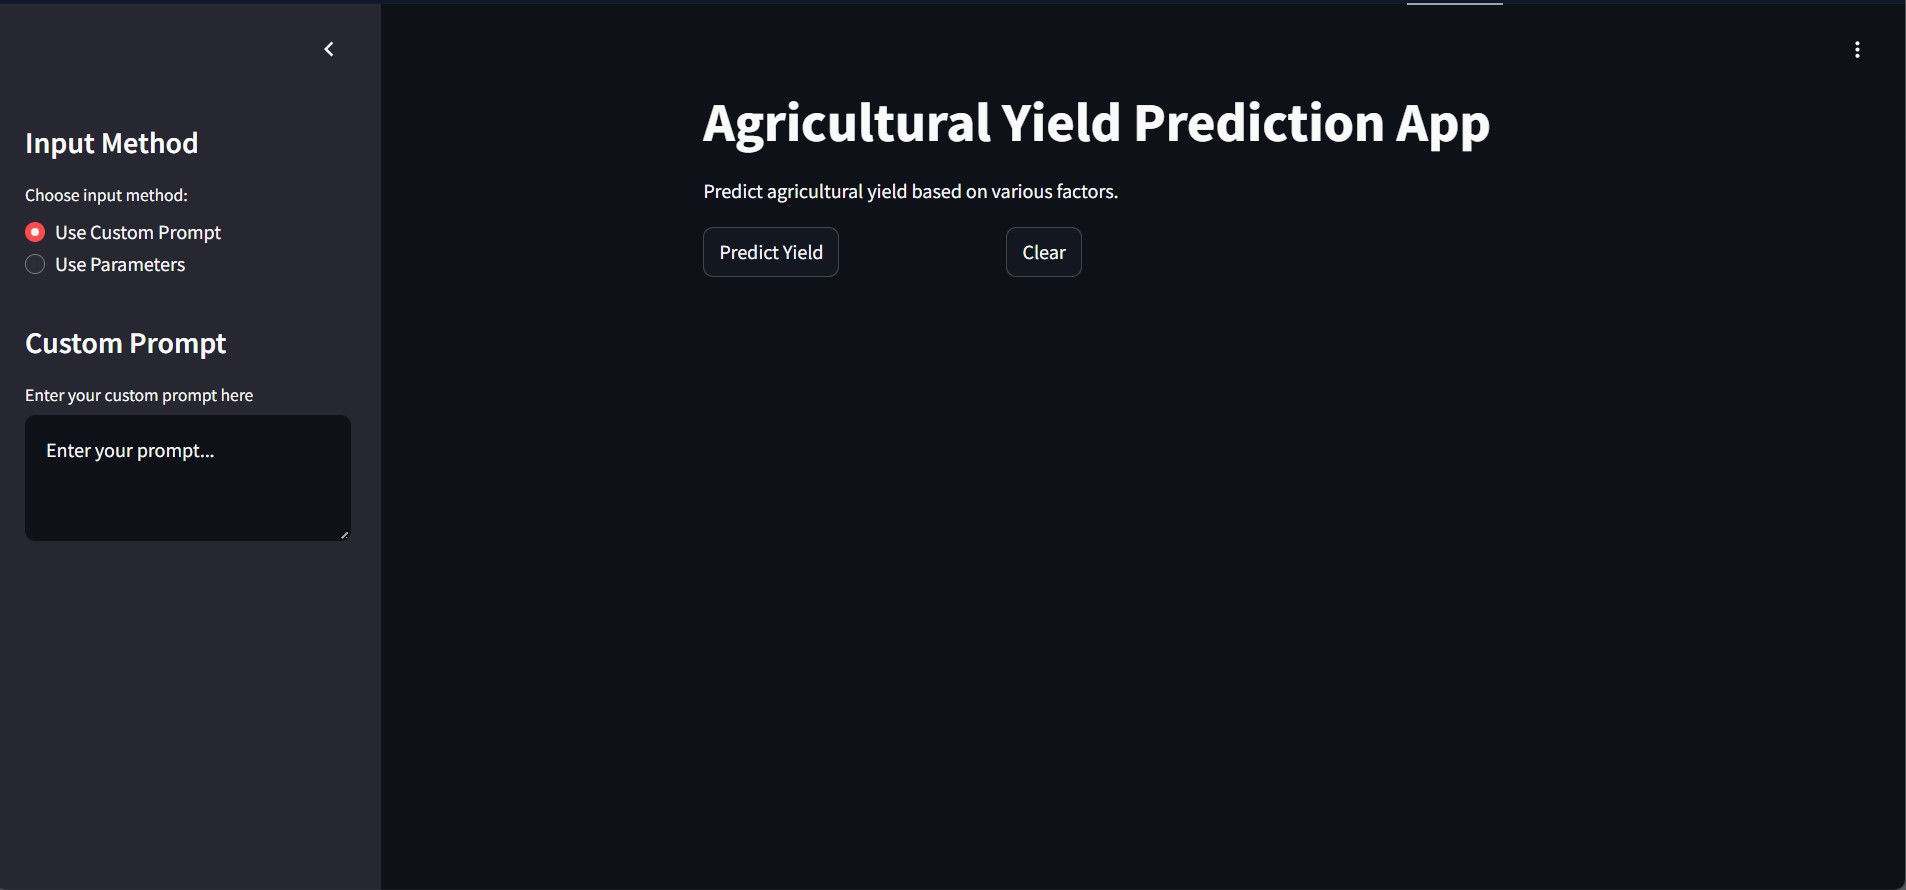 Input Method
Choose input method:
Use Custom Prompt
Use Parameters
Custom Prompt
Enter your custom prompt here
Enter your prompt...
Agricultural Yield Prediction App
Predict agricultural yield based on various factors.
Predict Yield
Clear